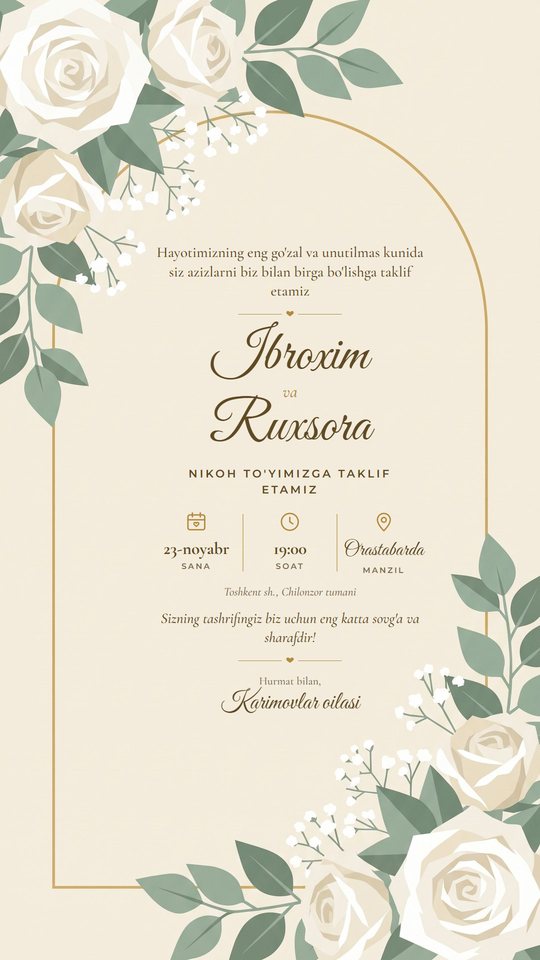 Hayotimizning eng go'zal va unutilmas kunida
siz azizlarni biz bilan birga bo'lishga taklif
etamiz
Ibroxim
va
Ruxsora
NIKOH TO'YIMIZGA TAKLIF
ETAMIZ
23-noyabr
SANA
19:00
SOAT
Orastabarda
MANZIL
Toshkent sh., Chilonzor tumani
Sizning tashrifingiz biz uchun eng katta sovg'a va
sharafdir!
Hurmat bilan,
Karimovlar oilasi